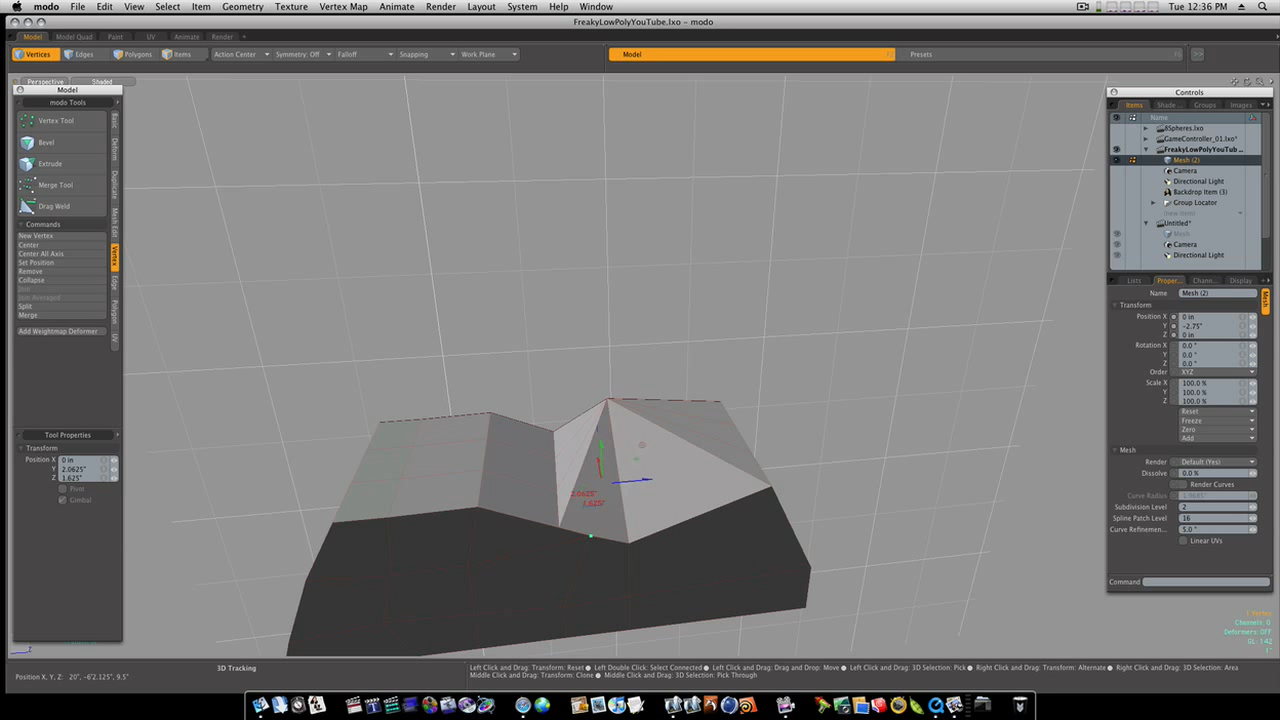 modo File Edit View Select Item Geometry Texture Vertex Map Animate Render Layout System Help Window Tue 12:36 PM
FreakyLowPolyYouTube.lxo - modo
Model Model Quad Paint UV Animate Render +
Vertices Edges Polygons Items Action Center Symmetry: Off Falloff Snapping Work Plane Model Presets >>
Perspective Shaded
Model
modo Tools
Vertex Tool
Bevel
Extrude
Merge Tool
Drag Weld
Commands
New Vertex
Center
Center All Axis
Set Position
Remove
Collapse
Join Averaged
Split
Merge
Add Weightmap Deformer
Basic
Deform
Duplicate
Mesh Edit
Vertex
Edge
Polygon
UV
Tool Properties
Transform
Position X 0 in
Y 2.0625"
Z 1.625"
Pivot
Gimbal
2.0625"
1.625"
Controls
Items Shade ... Groups Images
Name
8Spheres.lxo
GameController_01.lxo*
FreakyLowPolyYouTub ...
Mesh (2)
Camera
Directional Light
Backdrop Item (3)
Group Locator
(new item)
Untitled*
Mesh
Camera
Directional Light
Lists Proper... Chann... Display
Name Mesh (2)
Mesh
Transform
Position X 0 in
Y -2.75"
Z 0 in
Rotation X 0.0 °
Y 0.0 °
Z 0.0 °
Order XYZ
Scale X 100.0 %
Y 100.0 %
Z 100.0 %
Reset
Freeze
Zero
Add
Mesh
Render Default (Yes)
Dissolve 0.0 %
Render Curves
Curve Radius
Subdivision Level 2
Spline Patch Level 16
Curve Refinemen... 5.0 °
Linear UVs
Command
Channels: 0
Deformers: OFF
GL: 142
1"
3D Tracking
Position X, Y, Z: 20", -6'2.125", 9.5"
Left Click and Drag: Transform: Reset Left Double Click: Select Connected Left Click and Drag: Drag and Drop: Move Left Click and Drag: 3D Selection: Pick Right Click and Drag: Transform: Alternate Right Click and Drag: 3D Selection: Area
Middle Click and Drag: Transform: Clone Middle Click and Drag: 3D Selection: Pick Through